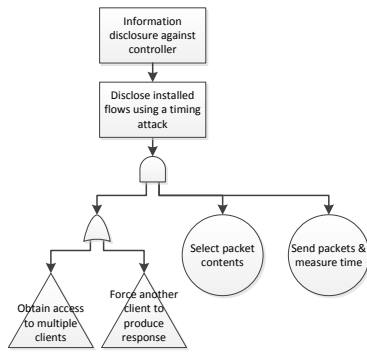 Information
disclosure against
controller
Disclose installed
flows using a timing
attack
Select packet
contents
Send packets &
measure time
Obtain access
to multiple
clients
Force another
client to
produce
response